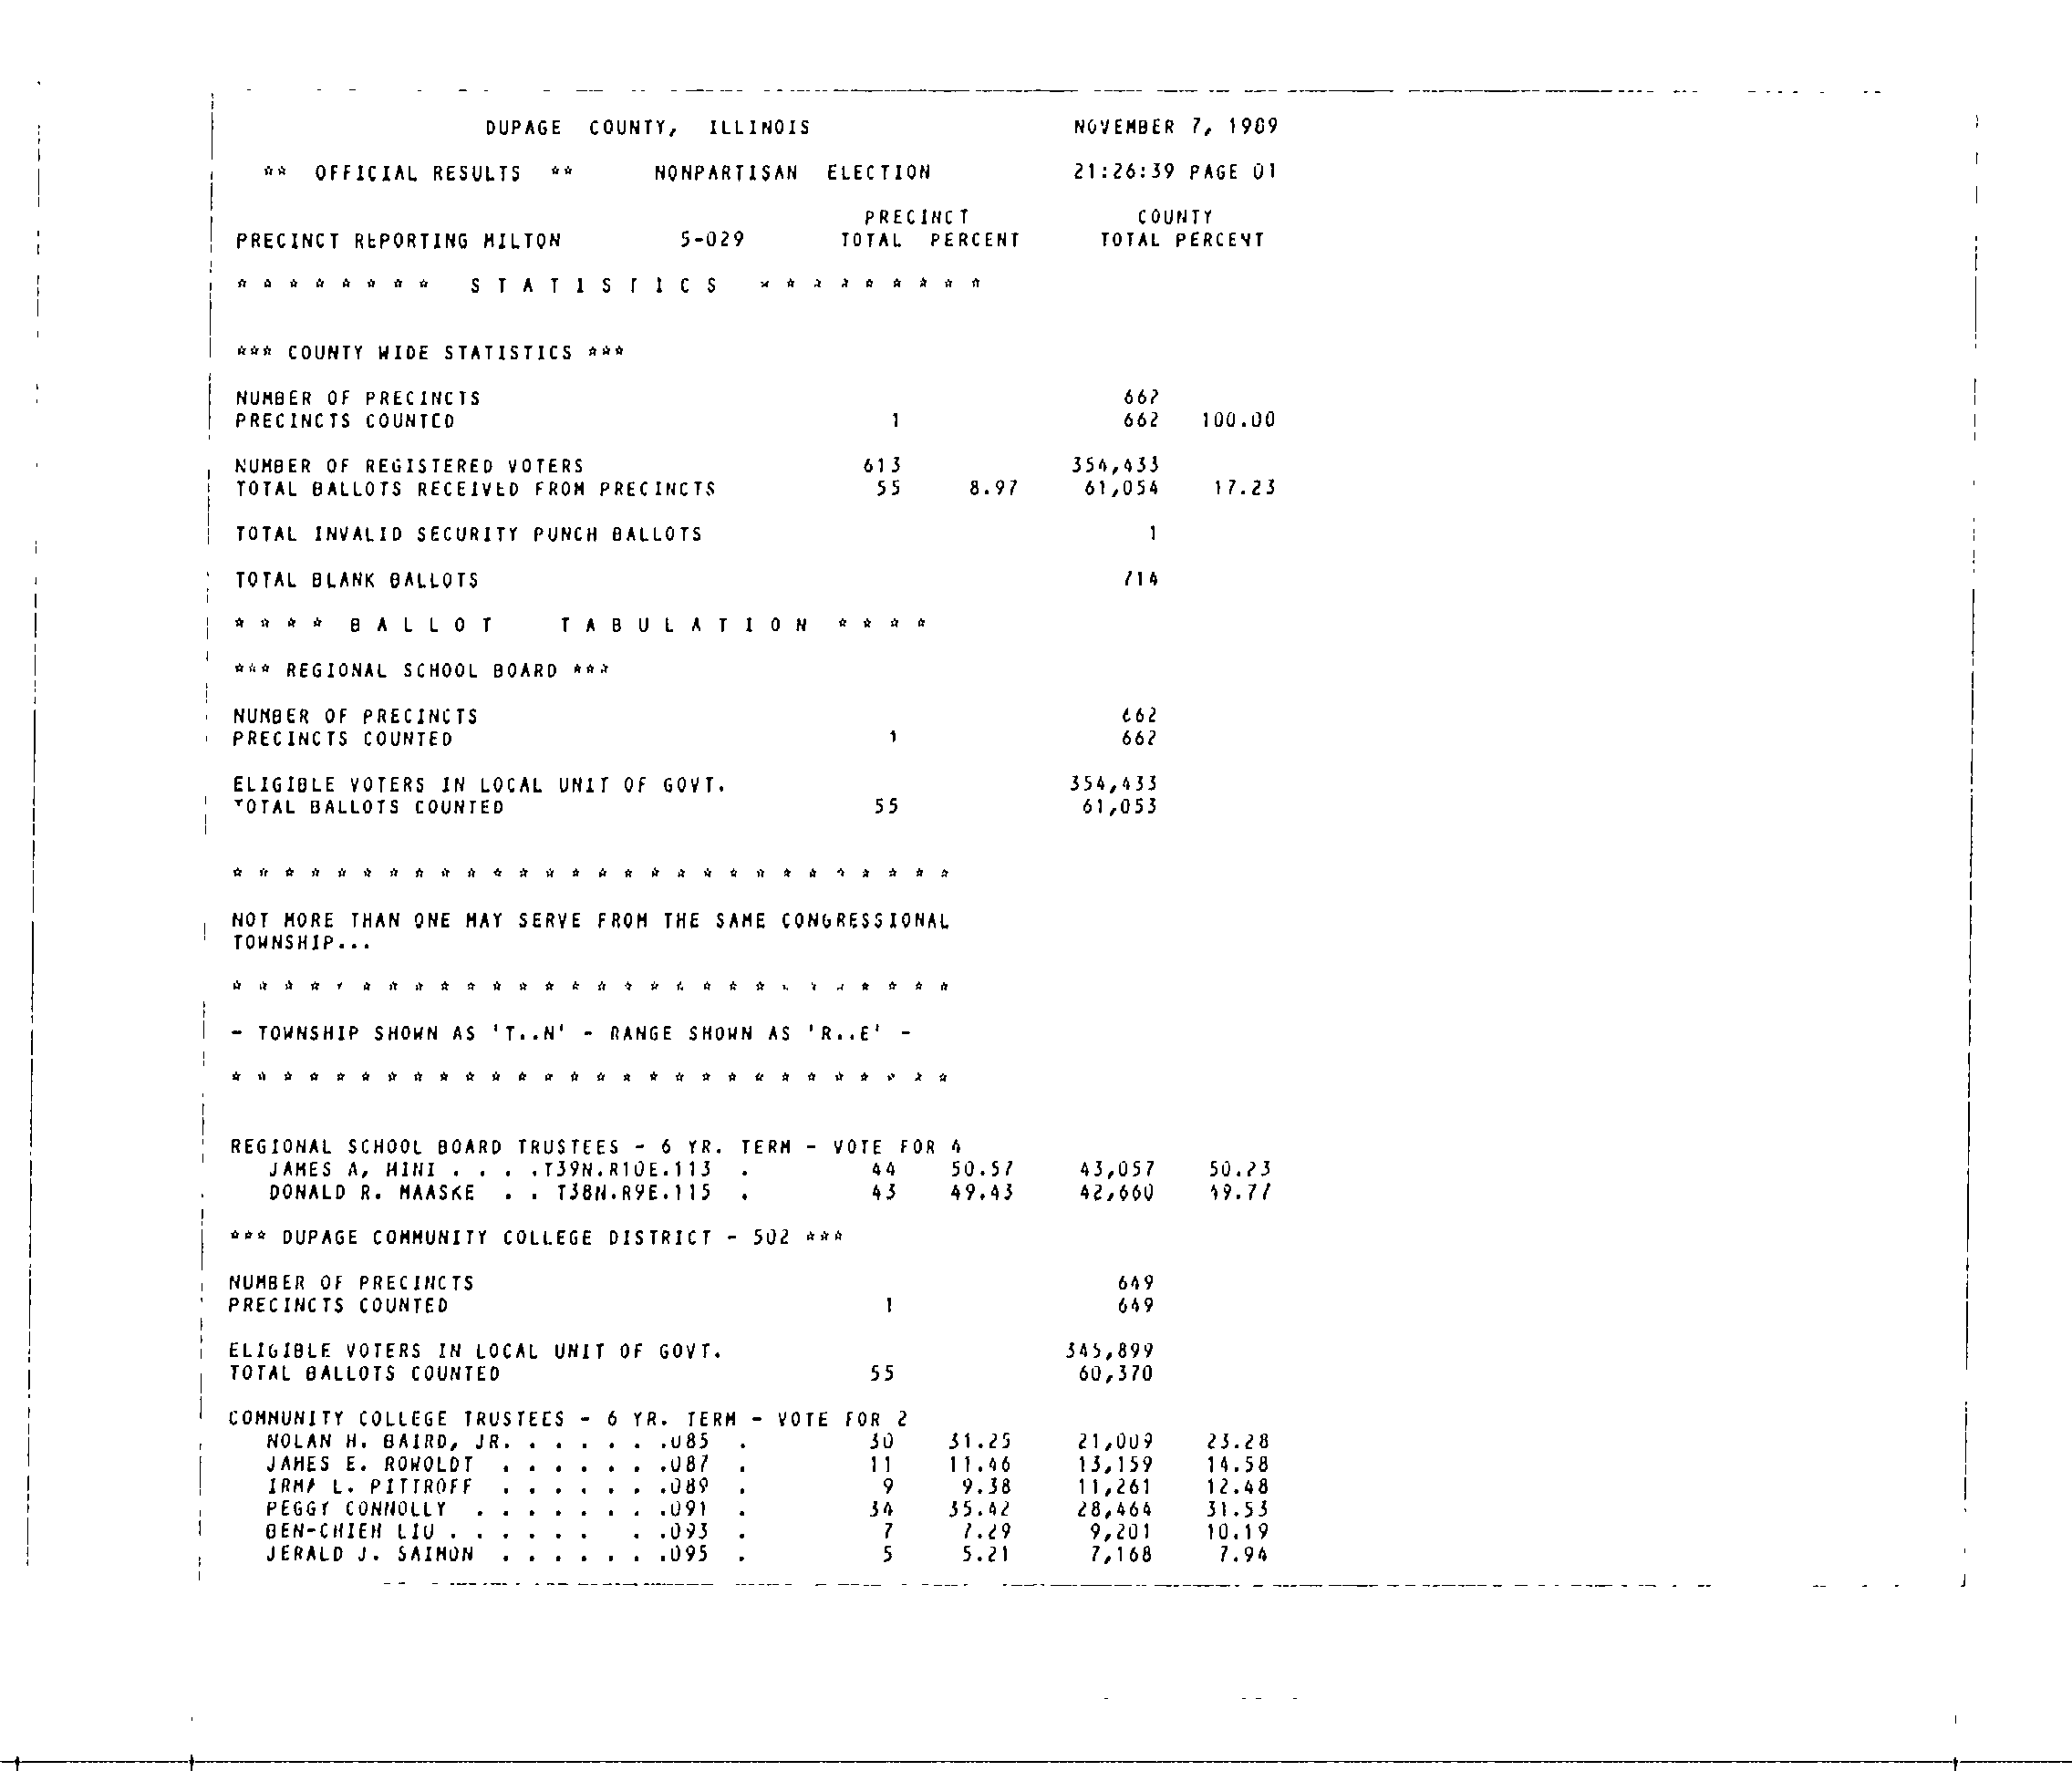 DUPAGE COUNTY, ILLINOIS NOVEMBER 7, 1989
** OFFICIAL RESULTS ** NONPARTISAN ELECTION 21:26:39 PAGE 01
PRECINCT COUNTY
PRECINCT REPORTING MILTON 5-029 TOTAL PERCENT TOTAL PERCENT
* * * * * * * * S T A T I S T I C S * * * * * * * * *
*** COUNTY WIDE STATISTICS ***
NUMBER OF PRECINCTS 662
PRECINCTS COUNTED 1 662 100.00
NUMBER OF REGISTERED VOTERS 613 354,433
TOTAL BALLOTS RECEIVED FROM PRECINCTS 55 8.97 61,054 17.23
TOTAL INVALID SECURITY PUNCH BALLOTS 1
TOTAL BLANK BALLOTS 714
* * * * B A L L O T T A B U L A T I O N * * * *
*** REGIONAL SCHOOL BOARD ***
NUMBER OF PRECINCTS 662
PRECINCTS COUNTED 1 662
ELIGIBLE VOTERS IN LOCAL UNIT OF GOVT. 354,433
TOTAL BALLOTS COUNTED 55 61,053
* * * * * * * * * * * * * * * * * * * * * * * * * * * *
NOT MORE THAN ONE MAY SERVE FROM THE SAME CONGRESSIONAL
TOWNSHIP...
* * * * * * * * * * * * * * * * * * * * * * * * * * * *
- TOWNSHIP SHOWN AS 'T..N' - RANGE SHOWN AS 'R..E' -
* * * * * * * * * * * * * * * * * * * * * * * * * * * *
REGIONAL SCHOOL BOARD TRUSTEES - 6 YR. TERM - VOTE FOR 4
JAMES A, MINI . . . .T39N.R10E.113 . 44 50.57 43,057 50.23
DONALD R. MAASKE . . T38N.R9E.115 . 43 49.43 42,660 49.77
*** DUPAGE COMMUNITY COLLEGE DISTRICT - 502 ***
NUMBER OF PRECINCTS 649
PRECINCTS COUNTED 1 649
ELIGIBLE VOTERS IN LOCAL UNIT OF GOVT. 345,899
TOTAL BALLOTS COUNTED 55 60,370
COMMUNITY COLLEGE TRUSTEES - 6 YR. TERM - VOTE FOR 2
NOLAN H. BAIRD, JR. . . . . . .085 . 30 31.25 21,009 23.28
JAMES E. ROWOLDT . . . . . . .087 . 11 11.46 13,159 14.58
IRMA L. PITTROFF . . . . . . .089 . 9 9.38 11,261 12.48
PEGGY CONNOLLY . . . . . . . .091 . 34 35.42 28,464 31.53
BEN-CHIEH LIU . . . . . . . .093 . 7 7.29 9,201 10.19
JERALD J. SAIMON . . . . . . .095 . 5 5.21 7,168 7.94